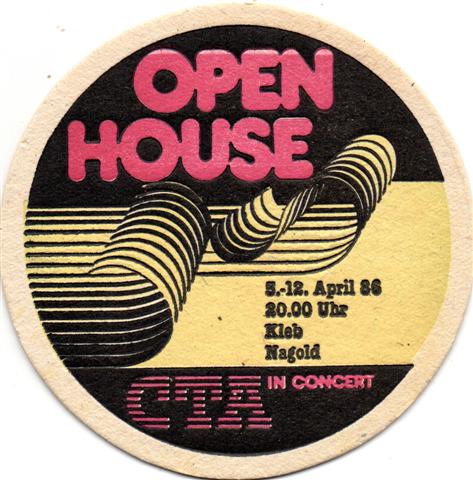 OPEN
HOUSE
5.-12. April 86
20.00 Uhr
Kleb
Nagold
CTA IN CONCERT